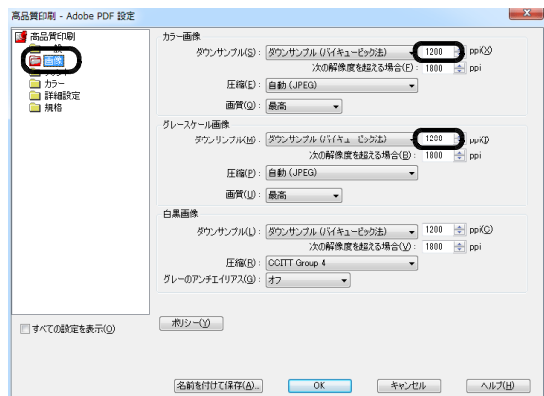 高品質印刷 - Adobe PDF 設定
高品質印刷
一般
画像
カラー
詳細設定
規格
すべての設定を表示(O)
カラー画像
ダウンサンプル(S): ダウンサンプル (バイキュービック法) 1200 ppi(X)
次の解像度を超える場合(F): 1800 ppi
圧縮(E): 自動 (JPEG)
画質(Q): 最高
グレースケール画像
ダウンサンプル(M): ダウンサンプル (バイキュービック法) 1200 ppi(I)
次の解像度を超える場合(B): 1800 ppi
圧縮(P): 自動 (JPEG)
画質(U): 最高
白黒画像
ダウンサンプル(L): ダウンサンプル (バイキュービック法) 1200 ppi(C)
次の解像度を超える場合(V): 1800 ppi
圧縮(R): CCITT Group 4
グレーのアンチエイリアス(G): オフ
ポリシー(Y)
名前を付けて保存(A)... OK キャンセル ヘルプ(H)